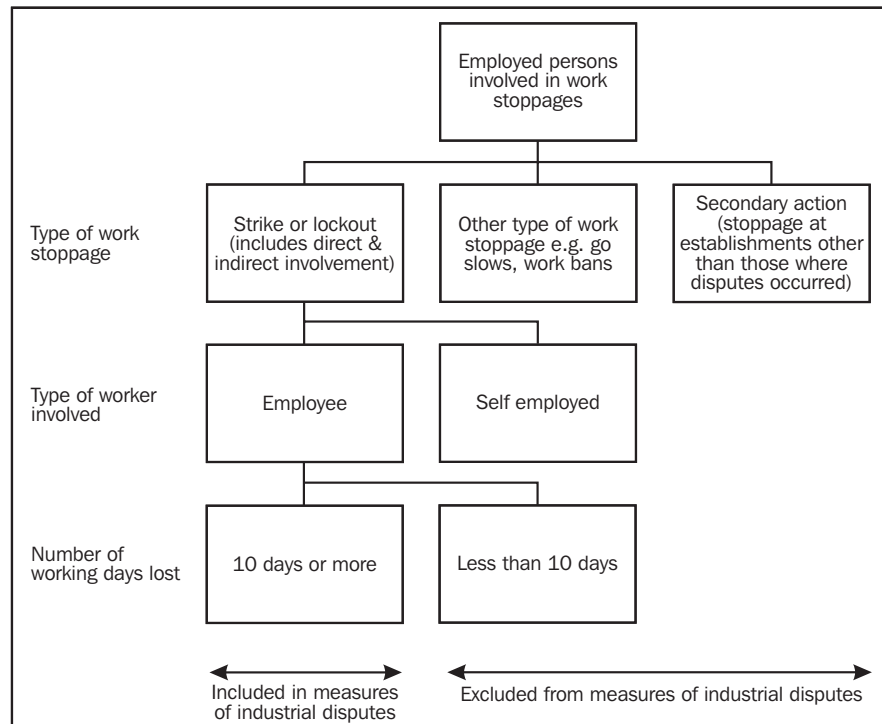 Employed persons
involved in work
stoppages
Type of work
stoppage
Strike or lockout
(includes direct &
indirect involvement)
Other type of work
stoppage e.g. go
slows, work bans
Secondary action
(stoppage at
establishments other
than those where
disputes occurred)
Type of worker
involved
Employee
Self employed
Number of
working days lost
10 days or more
Less than 10 days
Included in measures
of industrial disputes
Excluded from measures of industrial disputes